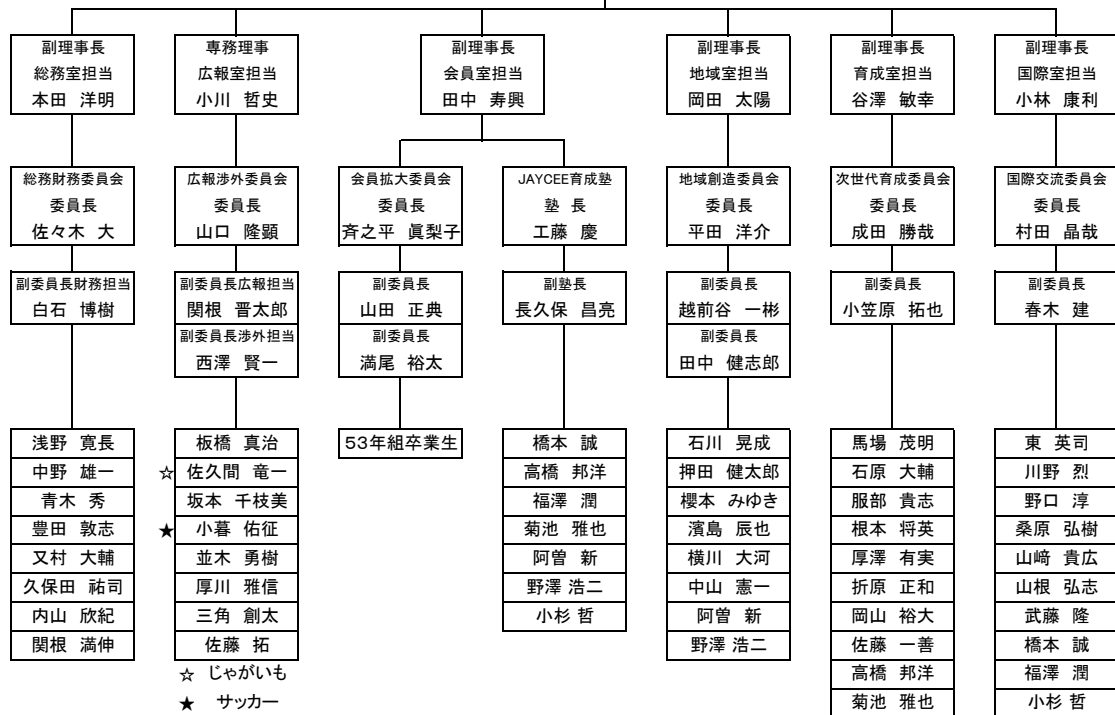 副理事長
総務室担当
本田 洋明
専務理事
広報室担当
小川 哲史
副理事長
会員室担当
田中 寿興
副理事長
地域室担当
岡田 太陽
副理事長
育成室担当
谷澤 敏幸
副理事長
国際室担当
小林 康利
総務財務委員会
委員長
佐々木 大
広報渉外委員会
委員長
山口 隆顕
会員拡大委員会
委員長
斉之平 眞梨子
JAYCEE育成塾
塾 長
工藤 慶
地域創造委員会
委員長
平田 洋介
次世代育成委員会
委員長
成田 勝哉
国際交流委員会
委員長
村田 晶哉
副委員長財務担当
白石 博樹
副委員長広報担当
関根 晋太郎
副委員長渉外担当
西澤 賢一
副委員長
山田 正典
副委員長
満尾 裕太
副塾長
長久保 昌亮
副委員長
越前谷 一彬
副委員長
田中 健志郎
副委員長
小笠原 拓也
副委員長
春木 建
浅野 寛長
中野 雄一
青木 秀
豊田 敦志
又村 大輔
久保田 祐司
内山 欣紀
関根 満伸
板橋 真治
☆ 佐久間 竜一
坂本 千枝美
★ 小暮 佑征
並木 勇樹
厚川 雅信
三角 創太
佐藤 拓
☆ じゃがいも
★ サッカー
53年組卒業生
橋本 誠
高橋 邦洋
福澤 潤
菊池 雅也
阿曽 新
野澤 浩二
小杉 哲
石川 晃成
押田 健太郎
櫻本 みゆき
濱島 辰也
横川 大河
中山 憲一
阿曽 新
野澤 浩二
馬場 茂明
石原 大輔
服部 貴志
根本 将英
厚澤 有実
折原 正和
岡山 裕大
佐藤 一善
高橋 邦洋
菊池 雅也
東 英司
川野 烈
野口 淳
桑原 弘樹
山﨑 貴広
山根 弘志
武藤 隆
橋本 誠
福澤 潤
小杉 哲